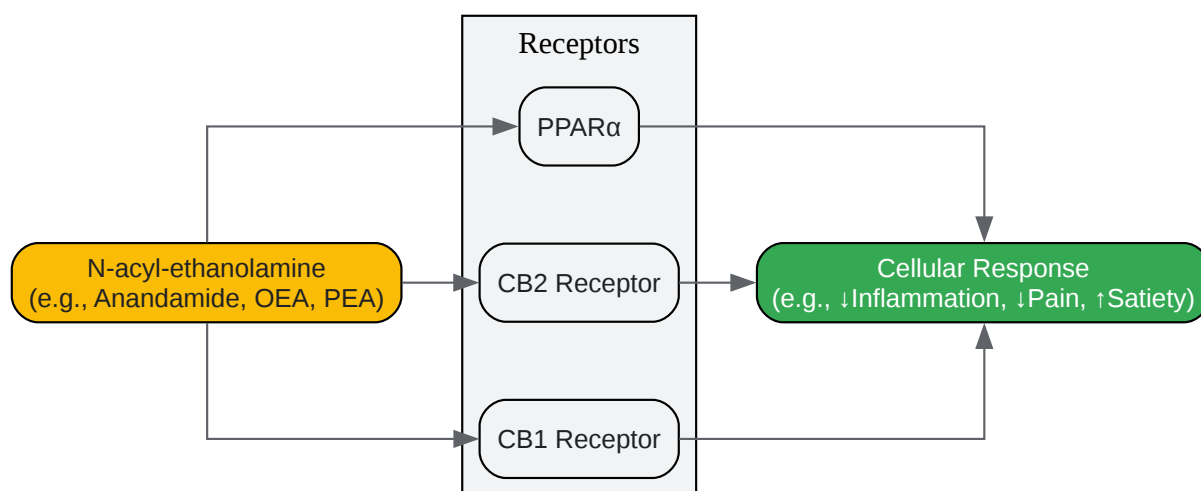 Receptors
PPARα
N-acyl-ethanolamine
(e.g., Anandamide, OEA, PEA)
CB2 Receptor
Cellular Response
(e.g., ↓Inflammation, ↓Pain, ↑Satiety)
CB1 Receptor